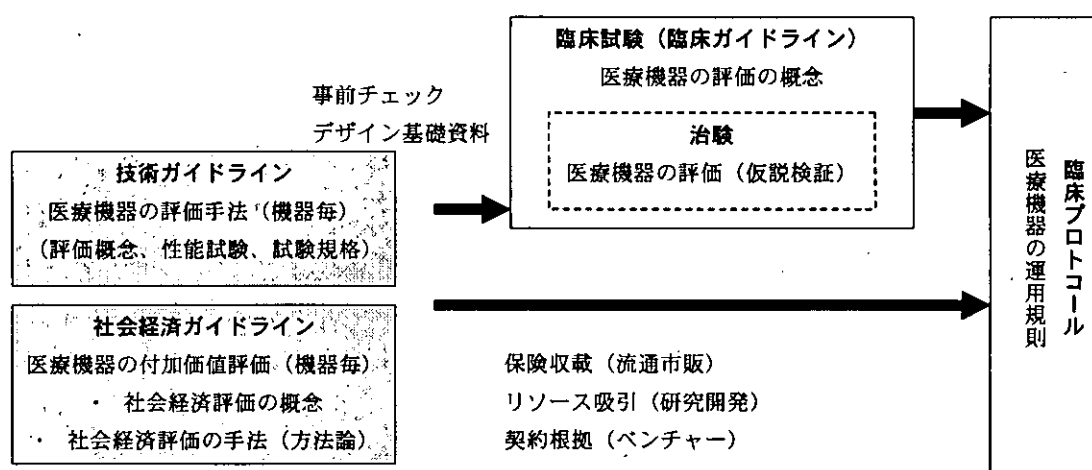 臨床試験（臨床ガイドライン）
医療機器の評価の概念
治験
医療機器の評価（仮説検証）
事前チェック
デザイン基礎資料
技術ガイドライン
医療機器の評価手法（機器毎）
（評価概念、性能試験、試験規格）
社会経済ガイドライン
医療機器の付加価値評価（機器毎）
・ 社会経済評価の概念
・ 社会経済評価の手法（方法論）
保険収載（流通市販）
リソース吸引（研究開発）
契約根拠（ベンチャー）
臨床プロトコール
医療機器の運用規則